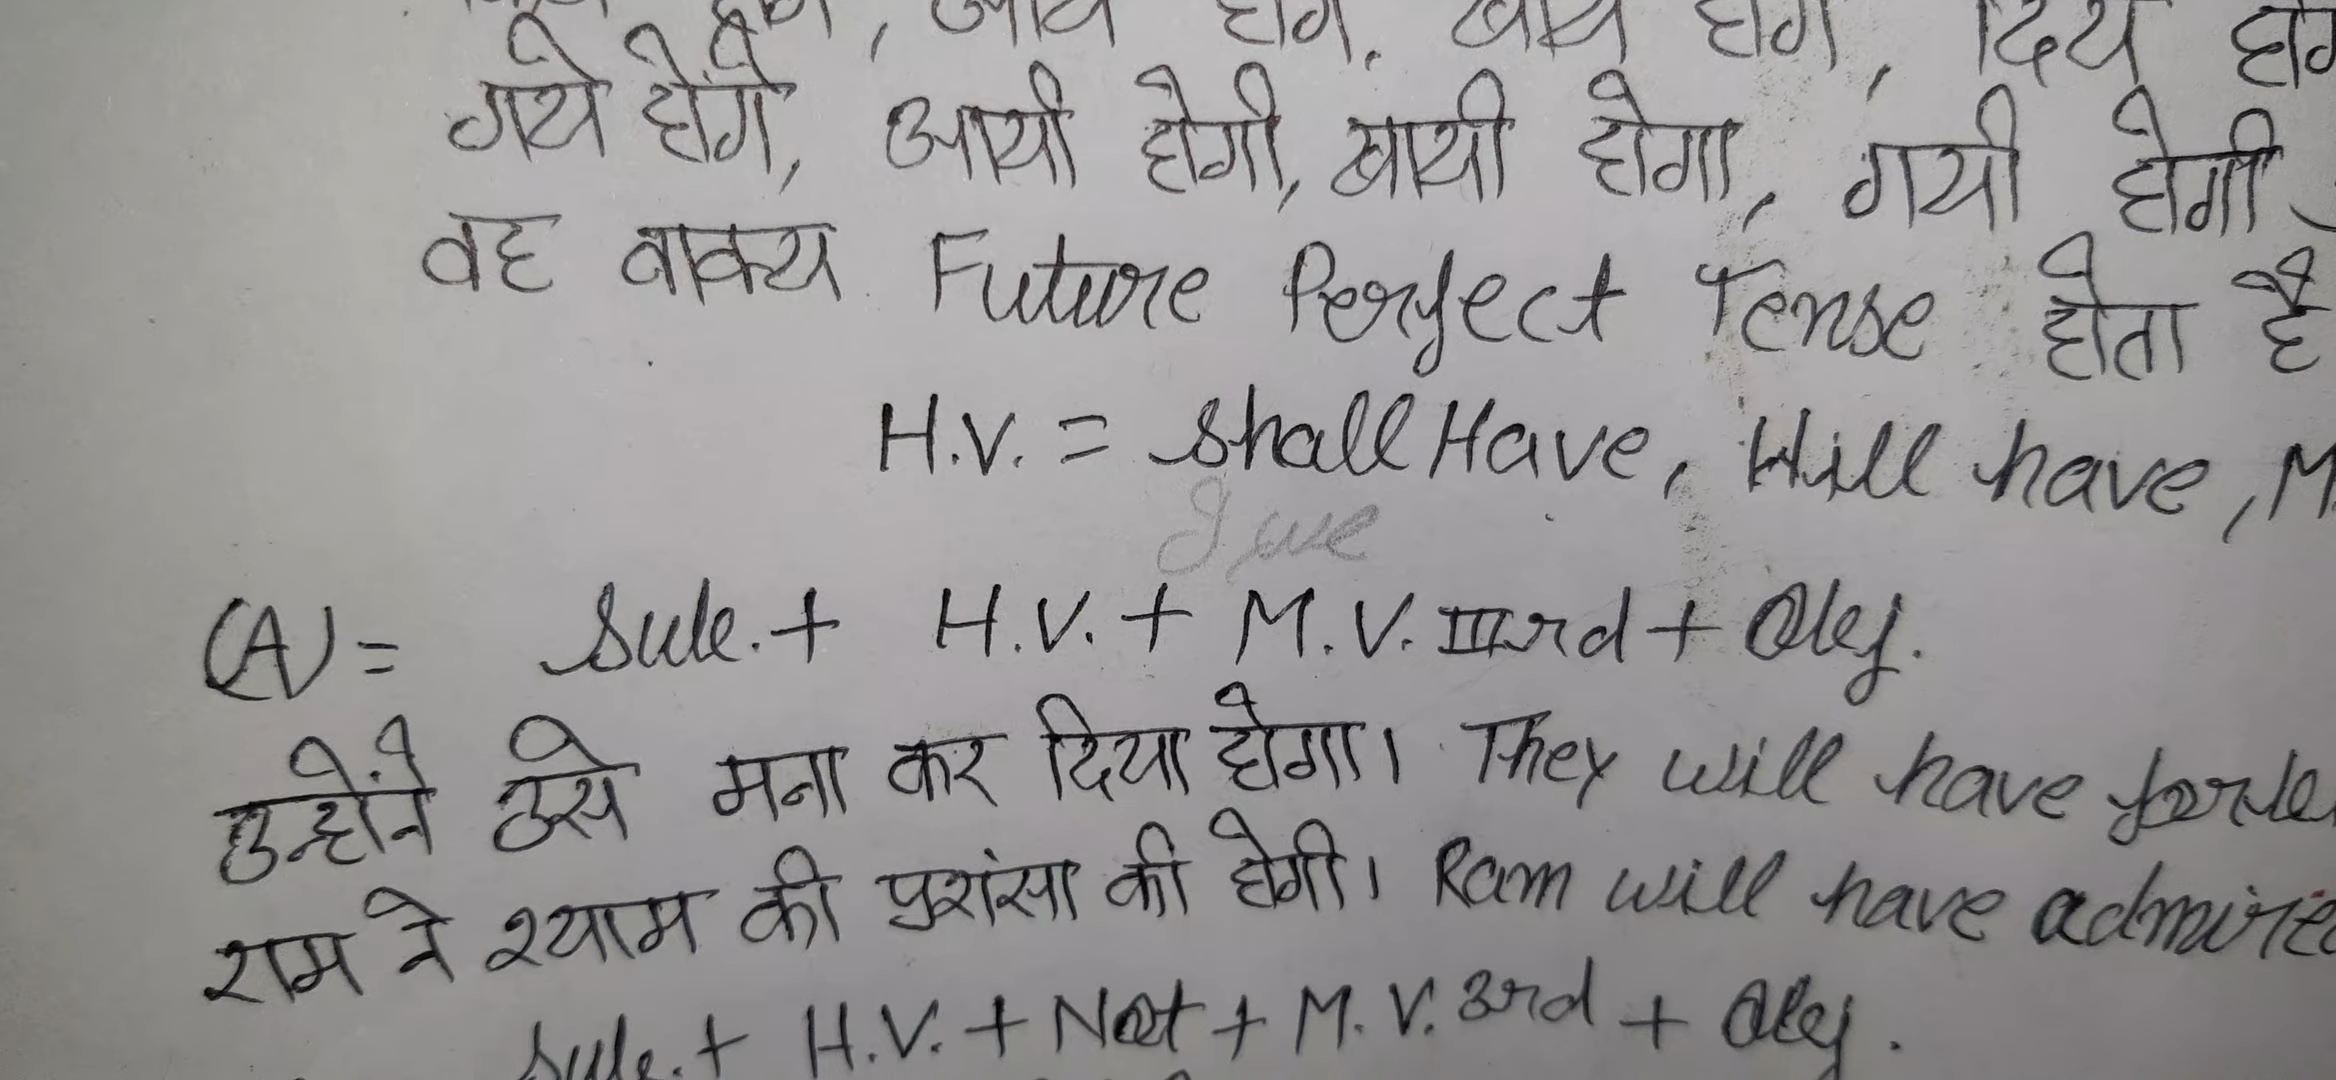 होंगे, आये होंगे, खाये होंगे, दिये
गये होंगे, आयी होगी, खायी होगा, गयी होगी
वह वाक्य Future Perfect Tense होता है
H.V. = Shall Have, Will have, M
I we
(A) = Sub. + H.V. + M.V. IIIrd + Obj.
उन्होंने उसे मना कर दिया होगा। They will have
राम ने श्याम की प्रशंसा की होगी। Ram will have admire
Sub. + H.V. + Not + M.V. 3rd + Obj.